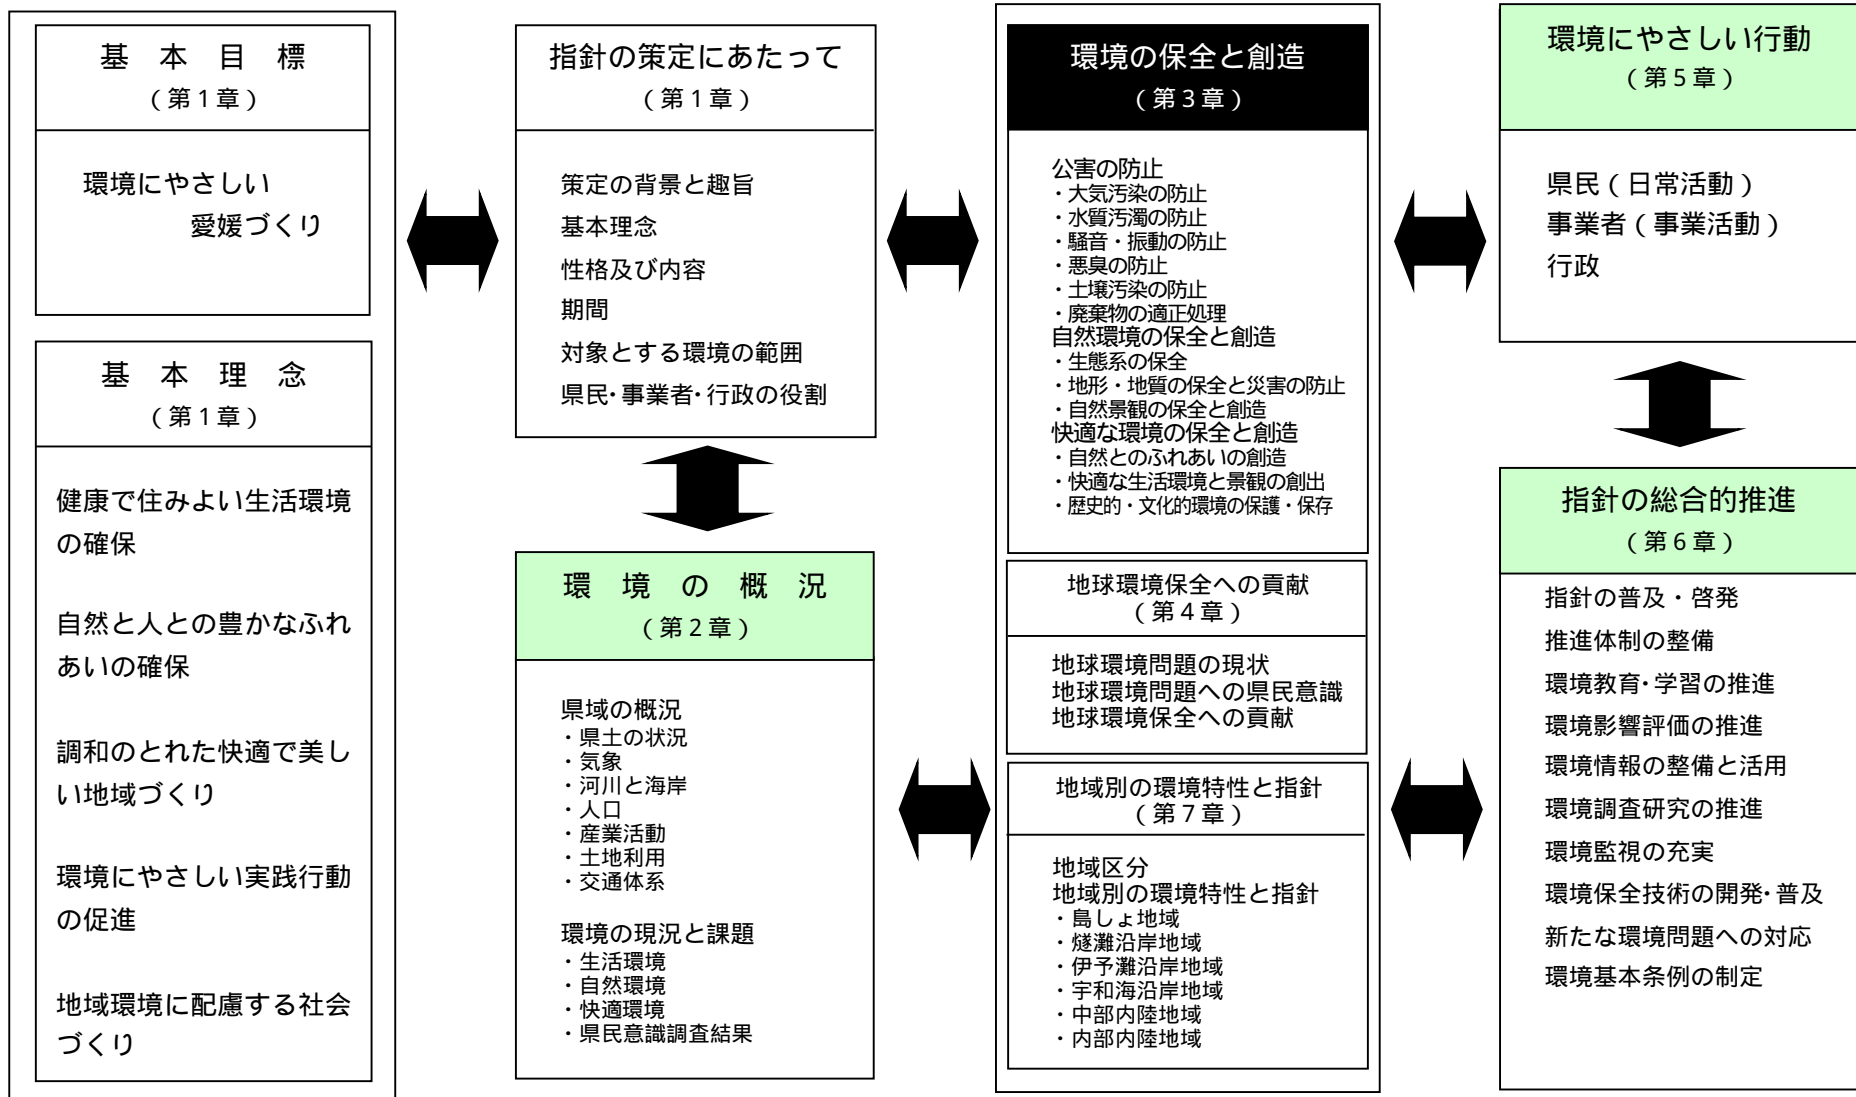 基　本　目　標
（第１章）
環境にやさしい
愛媛づくり
基　本　理　念
（第１章）
健康で住みよい生活環境
の確保
自然と人との豊かなふれ
あいの確保
調和のとれた快適で美し
い地域づくり
環境にやさしい実践行動
の促進
地域環境に配慮する社会
づくり
指針の策定にあたって
（第１章）
策定の背景と趣旨
基本理念
性格及び内容
期間
対象とする環境の範囲
県民・事業者・行政の役割
環　境　の　概　況
（第２章）
県域の概況
・県土の状況
・気象
・河川と海岸
・人口
・産業活動
・土地利用
・交通体系
環境の現況と課題
・生活環境
・自然環境
・快適環境
・県民意識調査結果
環境の保全と創造
（第３章）
公害の防止
・大気汚染の防止
・水質汚濁の防止
・騒音・振動の防止
・悪臭の防止
・土壌汚染の防止
・廃棄物の適正処理
自然環境の保全と創造
・生態系の保全
・地形・地質の保全と災害の防止
・自然景観の保全と創造
快適な環境の保全と創造
・自然とのふれあいの創造
・快適な生活環境と景観の創出
・歴史的・文化的環境の保護・保存
地球環境保全への貢献
（第４章）
地球環境問題の現状
地球環境問題への県民意識
地球環境保全への貢献
地域別の環境特性と指針
（第７章）
地域区分
地域別の環境特性と指針
・島しょ地域
・燧灘沿岸地域
・伊予灘沿岸地域
・宇和海沿岸地域
・中部内陸地域
・内部内陸地域
環境にやさしい行動
（第５章）
県民（日常活動）
事業者（事業活動）
行政
指針の総合的推進
（第６章）
指針の普及・啓発
推進体制の整備
環境教育・学習の推進
環境影響評価の推進
環境情報の整備と活用
環境調査研究の推進
環境監視の充実
環境保全技術の開発・普及
新たな環境問題への対応
環境基本条例の制定